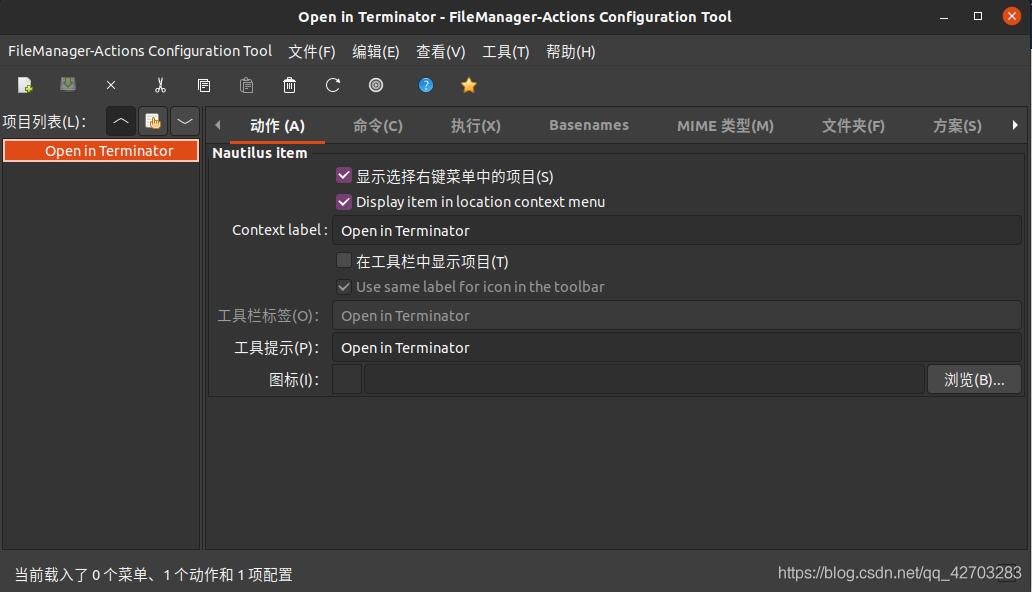 Open in Terminator - FileManager-Actions Configuration Tool
FileManager-Actions Configuration Tool 文件(F) 编辑(E) 查看(V) 工具(T) 帮助(H)
项目列表(L)：
动作 (A) 命令(C) 执行(X) Basenames MIME 类型(M) 文件夹(F) 方案(S)
Open in Terminator
Nautilus item
显示选择右键菜单中的项目(S)
Display item in location context menu
Context label : Open in Terminator
在工具栏中显示项目(T)
Use same label for icon in the toolbar
工具栏标签(O)： Open in Terminator
工具提示(P)： Open in Terminator
图标(I)： 浏览(B)...
当前载入了 0 个菜单、1 个动作和 1 项配置
https://blog.csdn.net/qq_42703283